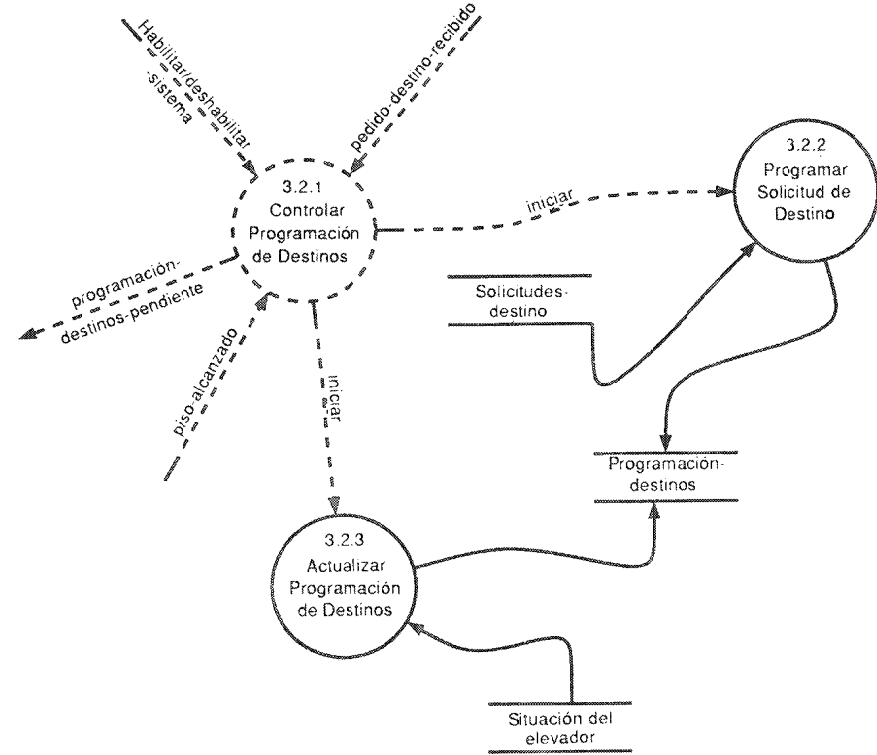 Habilitar/deshabilitar
-sistema
pedido-destino-recibido
3.2.1
Controlar
Programación
de Destinos
iniciar
3.2.2
Programar
Solicitud de
Destino
programación-
destinos-pendiente
piso-alcanzado
iniciar
Solicitudes-
destino
Programación-
destinos
3.2.3
Actualizar
Programación
de Destinos
Situación del
elevador